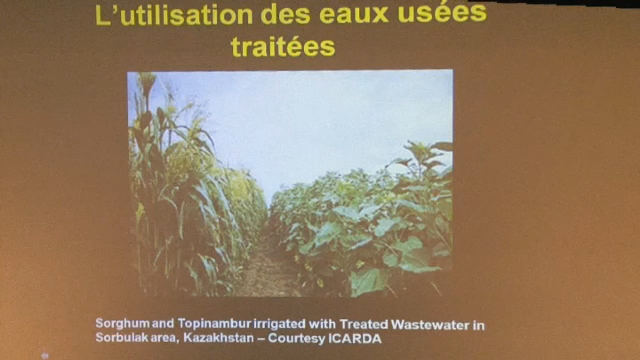 L'utilisation des eaux usées
traitées
Sorghum and Topinambur irrigated with Treated Wastewater in
Sorbulak area, Kazakhstan – Courtesy ICARDA